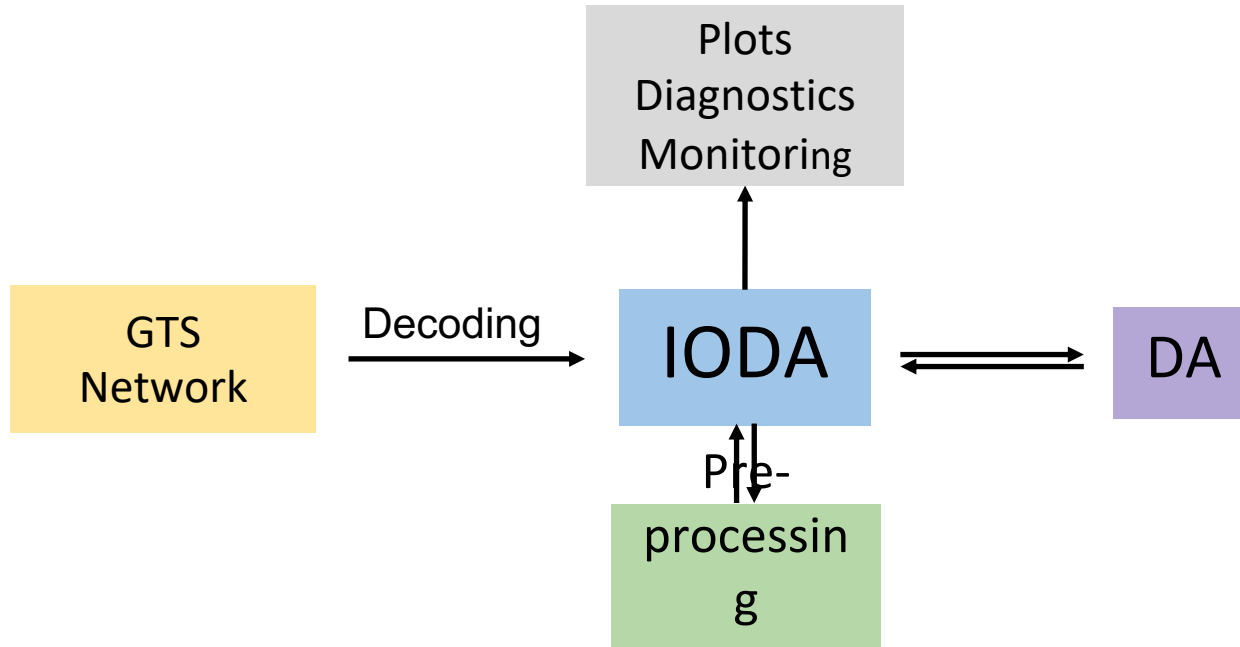 Plots
Diagnostics
Monitoring
GTS
Network
Decoding
IODA
DA
Pre-
processin
g